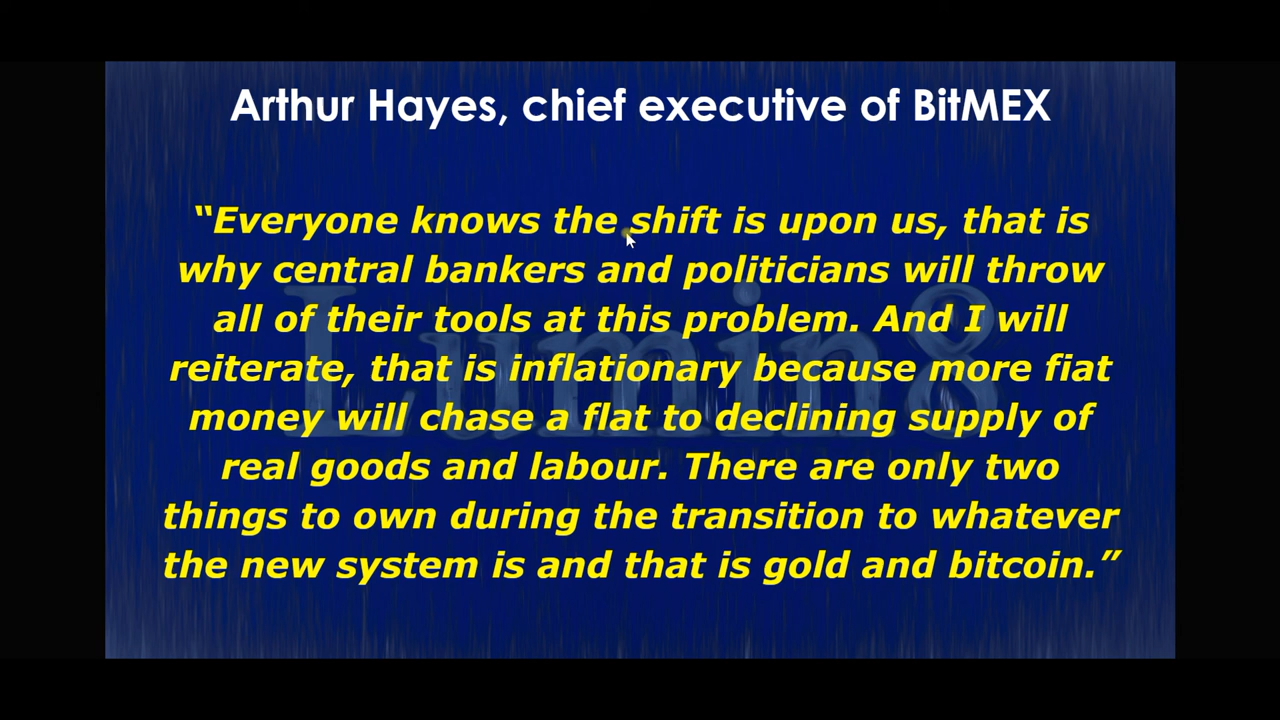 Arthur Hayes, chief executive of BitMEX
“Everyone knows the shift is upon us, that is
why central bankers and politicians will throw
all of their tools at this problem. And I will
reiterate, that is inflationary because more fiat
money will chase a flat to declining supply of
real goods and labour. There are only two
things to own during the transition to whatever
the new system is and that is gold and bitcoin.”
Lumin8